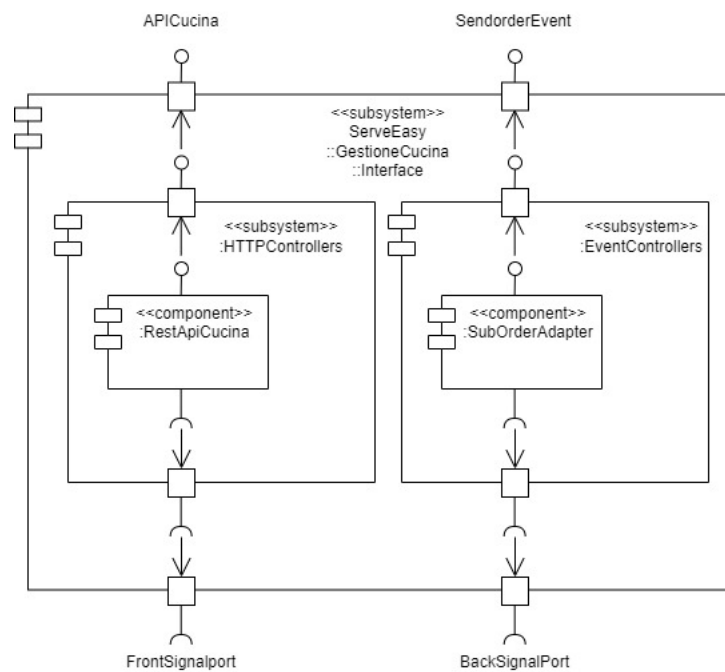 APICucina
SendorderEvent
<<subsystem>>
ServeEasy
::GestioneCucina
::Interface
<<subsystem>>
:HTTPControllers
<<subsystem>>
:EventControllers
<<component>>
:RestApiCucina
<<component>>
:SubOrderAdapter
FrontSignalport
BackSignalPort